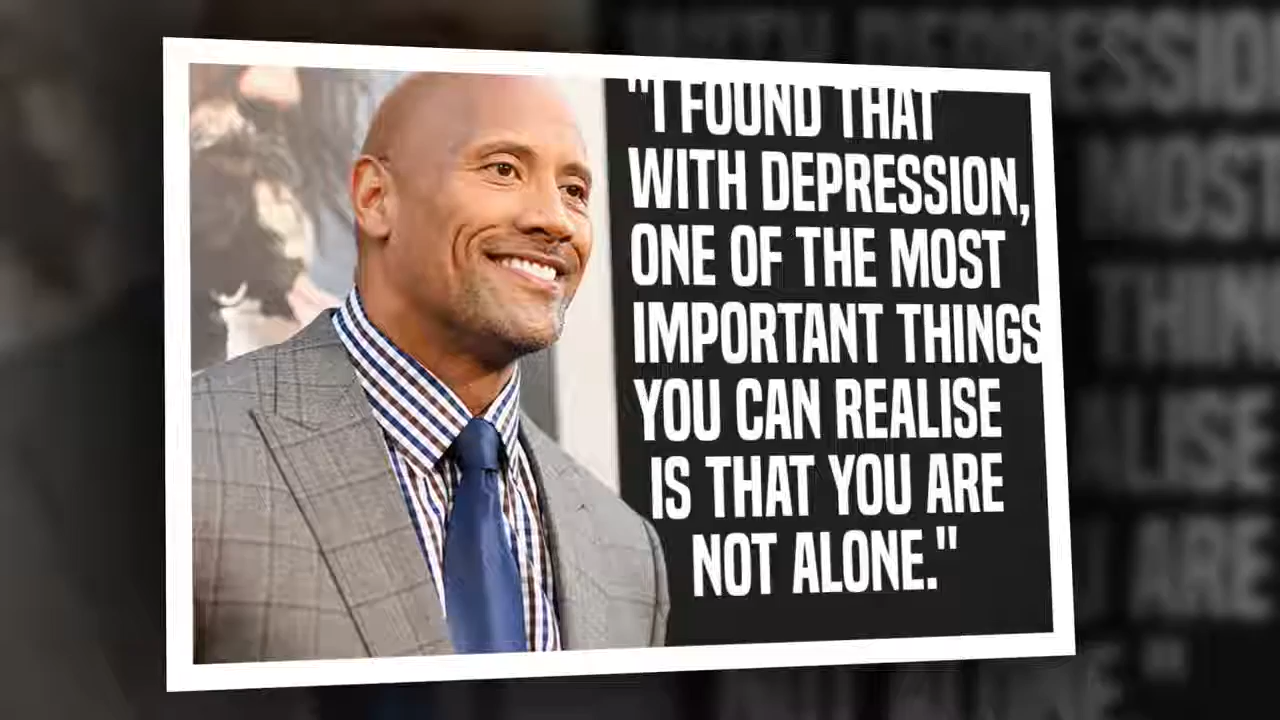 "I FOUND THAT
WITH DEPRESSION,
ONE OF THE MOST
IMPORTANT THINGS
YOU CAN REALISE
IS THAT YOU ARE
NOT ALONE."